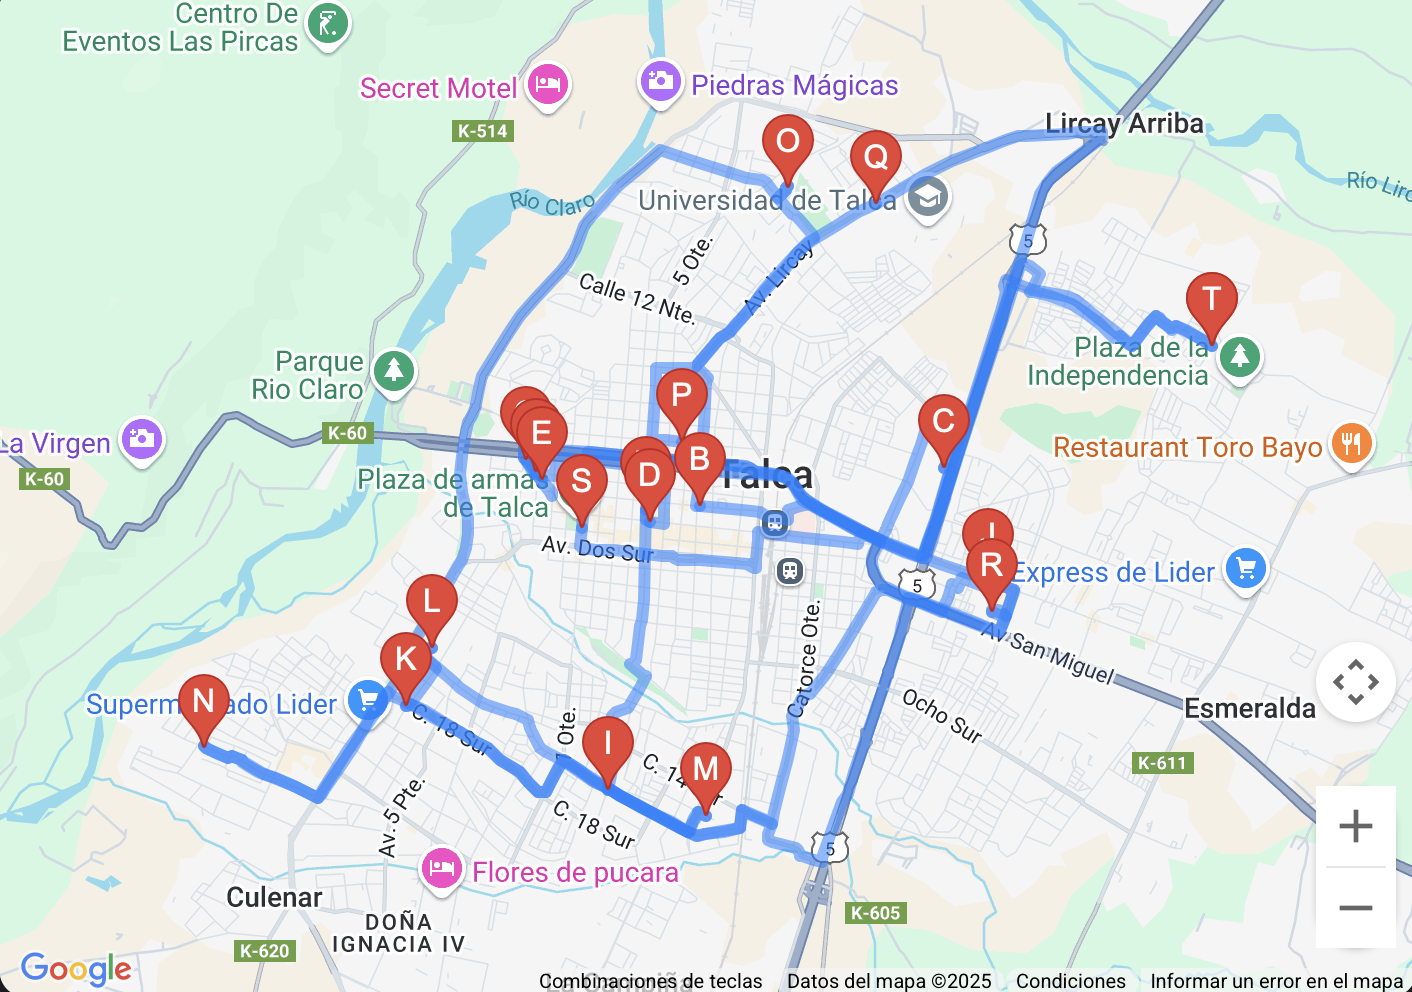 Centro De
Eventos Las Pircas
Secret Motel
Piedras Mágicas
K-514
Lircay Arriba
O
Q
Río Claro
Universidad de Talca
5
5 Ote.
Av. Lircay
Calle 12 Nte.
T
Plaza de la
Independencia
Parque
Rio Claro
P
C
La Virgen
K-60
K-60
E
D
B
S
Talca
Restaurant Toro Bayo
Plaza de armas
de Talca
Av. Dos Sur
J
R
Express de Lider
5
L
K
N
Supermercado Lider
Catorce Ote.
Av San Miguel
Ocho Sur
Esmeralda
C. 18 Sur
1 Ote.
I
M
K-611
Av. 5 Pte.
C. 18 Sur
5
Flores de pucara
Culenar
DOÑA
IGNACIA IV
K-605
K-620
Google
Combinaciones de teclas
Datos del mapa ©2025
Condiciones
Informar un error en el mapa